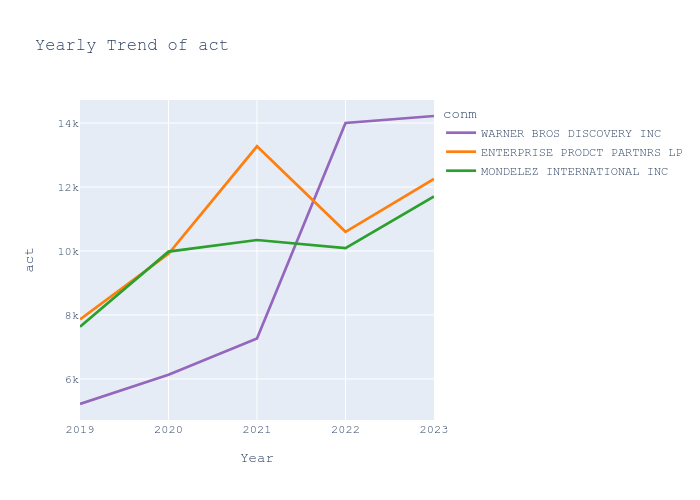 Yearly Trend of act
conm
WARNER BROS DISCOVERY INC
ENTERPRISE PRODCT PARTNRS LP
MONDELEZ INTERNATIONAL INC
act
14k
12k
10k
8k
6k
2019 2020 2021 2022 2023
Year